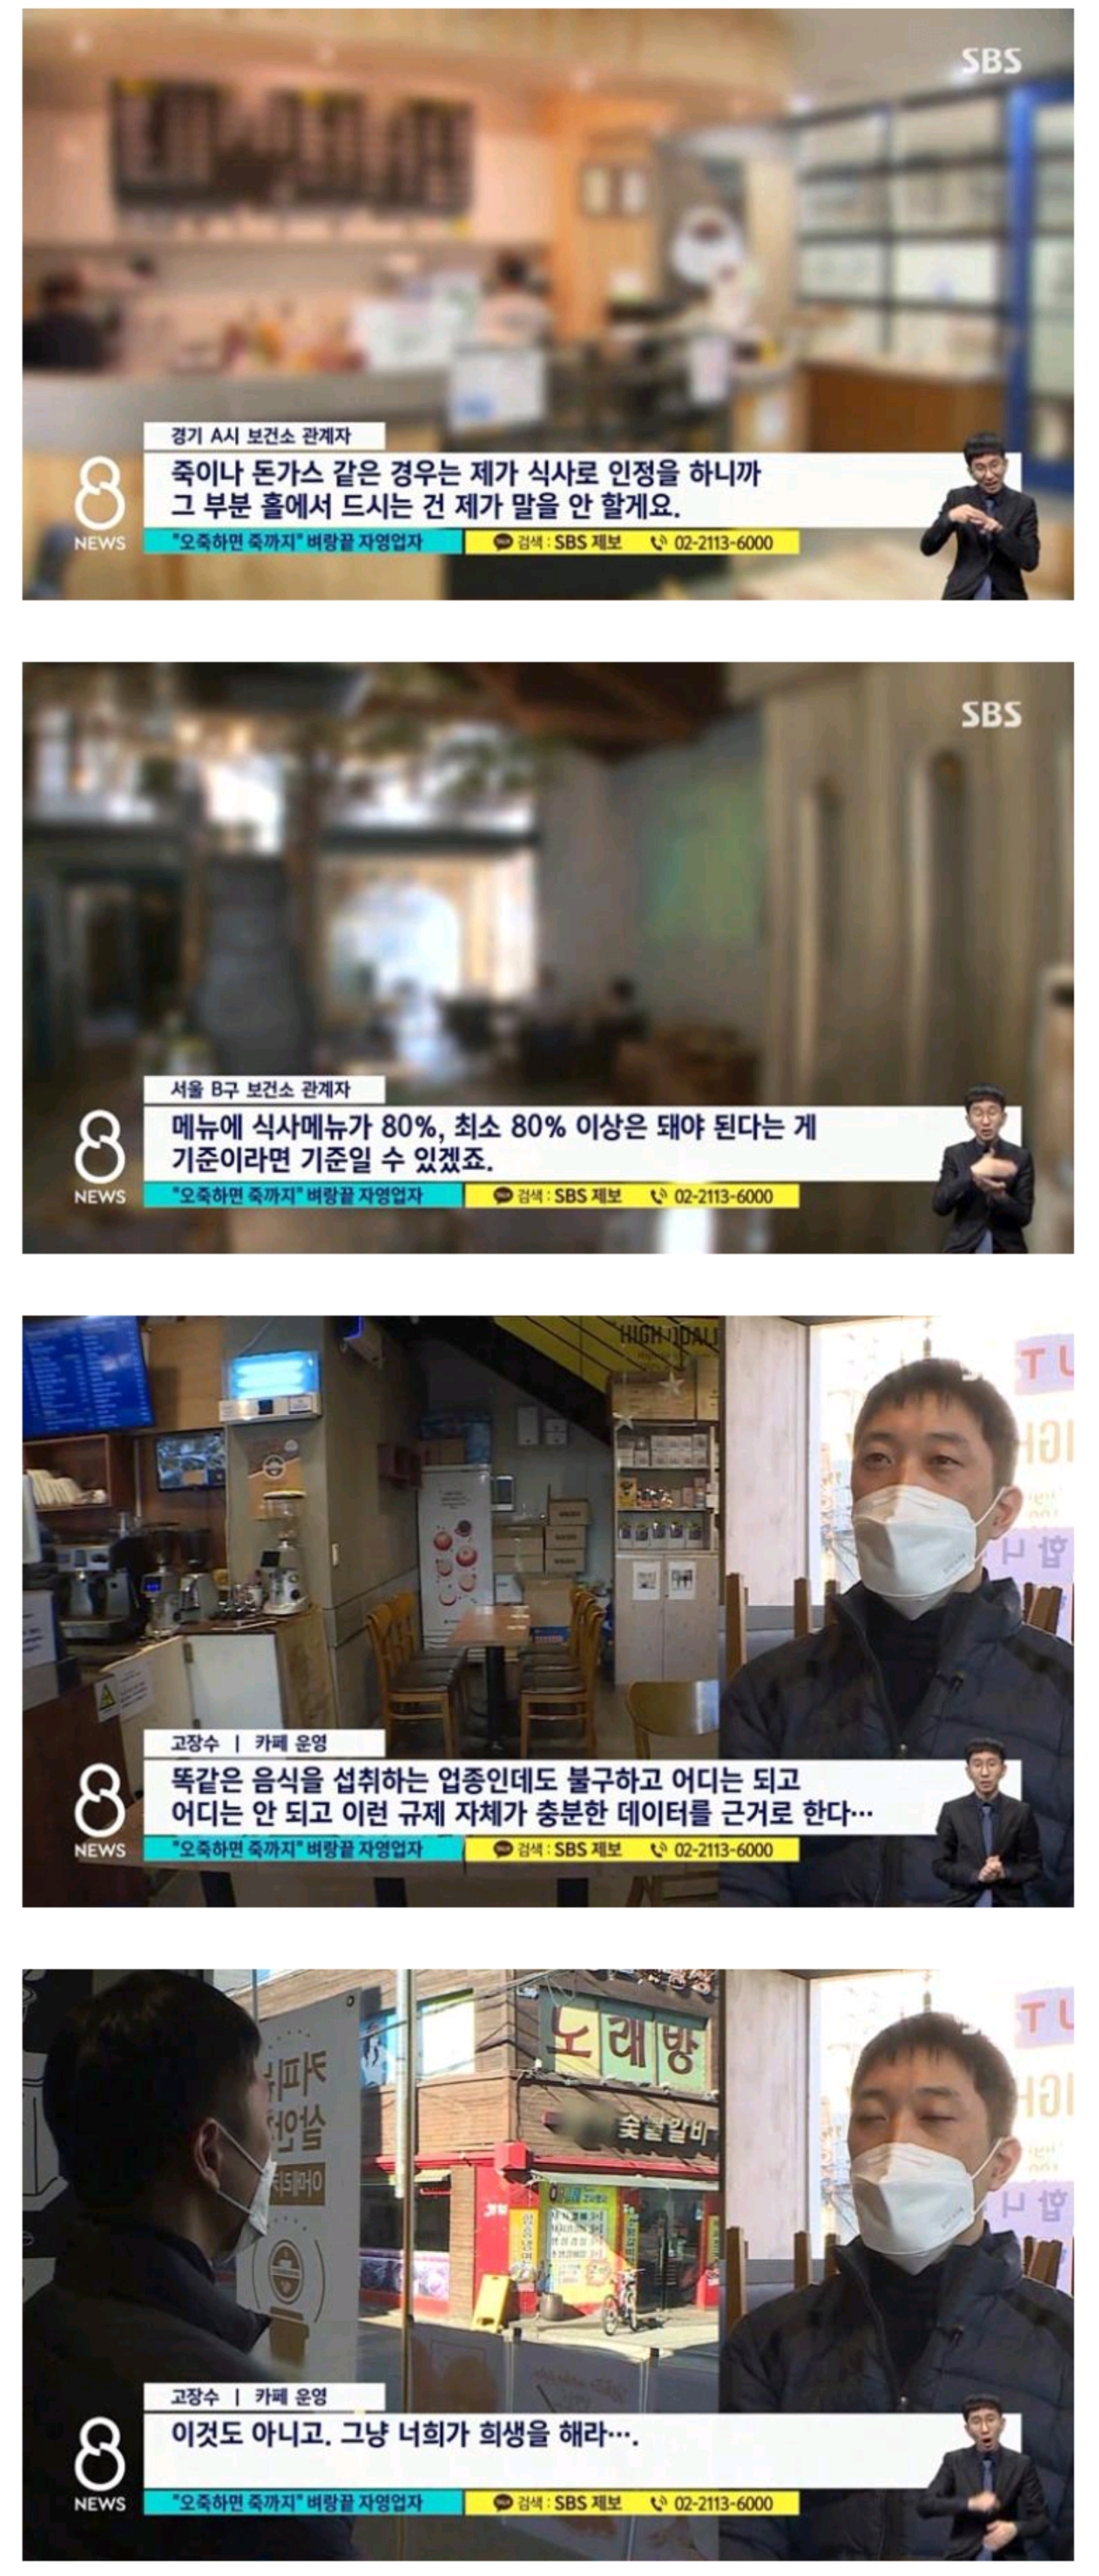 SBS
경기 A시 보건소 관계자
죽이나 돈가스 같은 경우는 제가 식사로 인정을 하니까
그 부분 홀에서 드시는 건 제가 말을 안 할게요.
8
NEWS
"오죽하면 죽까지" 벼랑끝 자영업자
검색 : SBS 제보 02-2113-6000
SBS
서울 B구 보건소 관계자
메뉴에 식사메뉴가 80%, 최소 80% 이상은 돼야 된다는 게
기준이라면 기준일 수 있겠죠.
8
NEWS
"오죽하면 죽까지" 벼랑끝 자영업자
검색 : SBS 제보 02-2113-6000
HIGH QUALI
고장수 | 카페 운영
똑같은 음식을 섭취하는 업종인데도 불구하고 어디는 되고
어디는 안 되고 이런 규제 자체가 충분한 데이터를 근거로 한다…
8
NEWS
"오죽하면 죽까지" 벼랑끝 자영업자
검색 : SBS 제보 02-2113-6000
노래방
숯불갈비
고장수 | 카페 운영
이것도 아니고. 그냥 너희가 희생을 해라….
8
NEWS
"오죽하면 죽까지" 벼랑끝 자영업자
검색 : SBS 제보 02-2113-6000